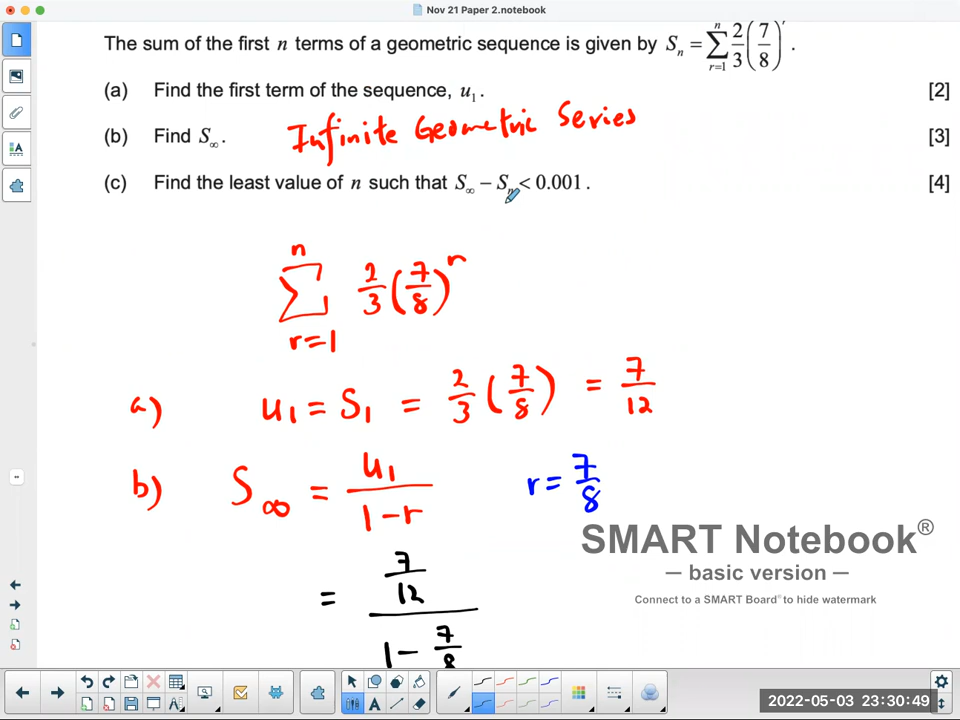 Nov 21 Paper 2.notebook
The sum of the first n terms of a geometric sequence is given by Sₙ = ∑ⁿᵣ₌₁ 2/3 (7/8)ʳ .
(a) Find the first term of the sequence, u₁ . [2]
(b) Find S∞ . [3]
Infinite Geometric Series
(c) Find the least value of n such that S∞ − Sₙ < 0.001 . [4]
n
∑ 2/3 (7/8)ʳ
r=1
a) u₁ = S₁ = 2/3 (7/8) = 7/12
b) S∞ = u₁/(1−r) r = 7/8
= (7/12)/(1 − 7/8)
SMART Notebook®
— basic version —
Connect to a SMART Board® to hide watermark
2022-05-03 23:30:49